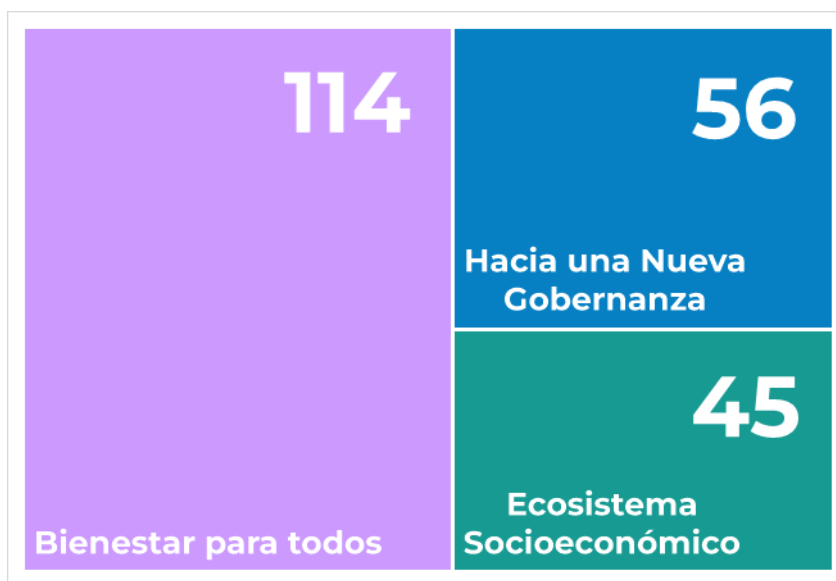 114
Bienestar para todos
56
Hacia una Nueva
Gobernanza
45
Ecosistema
Socioeconómico